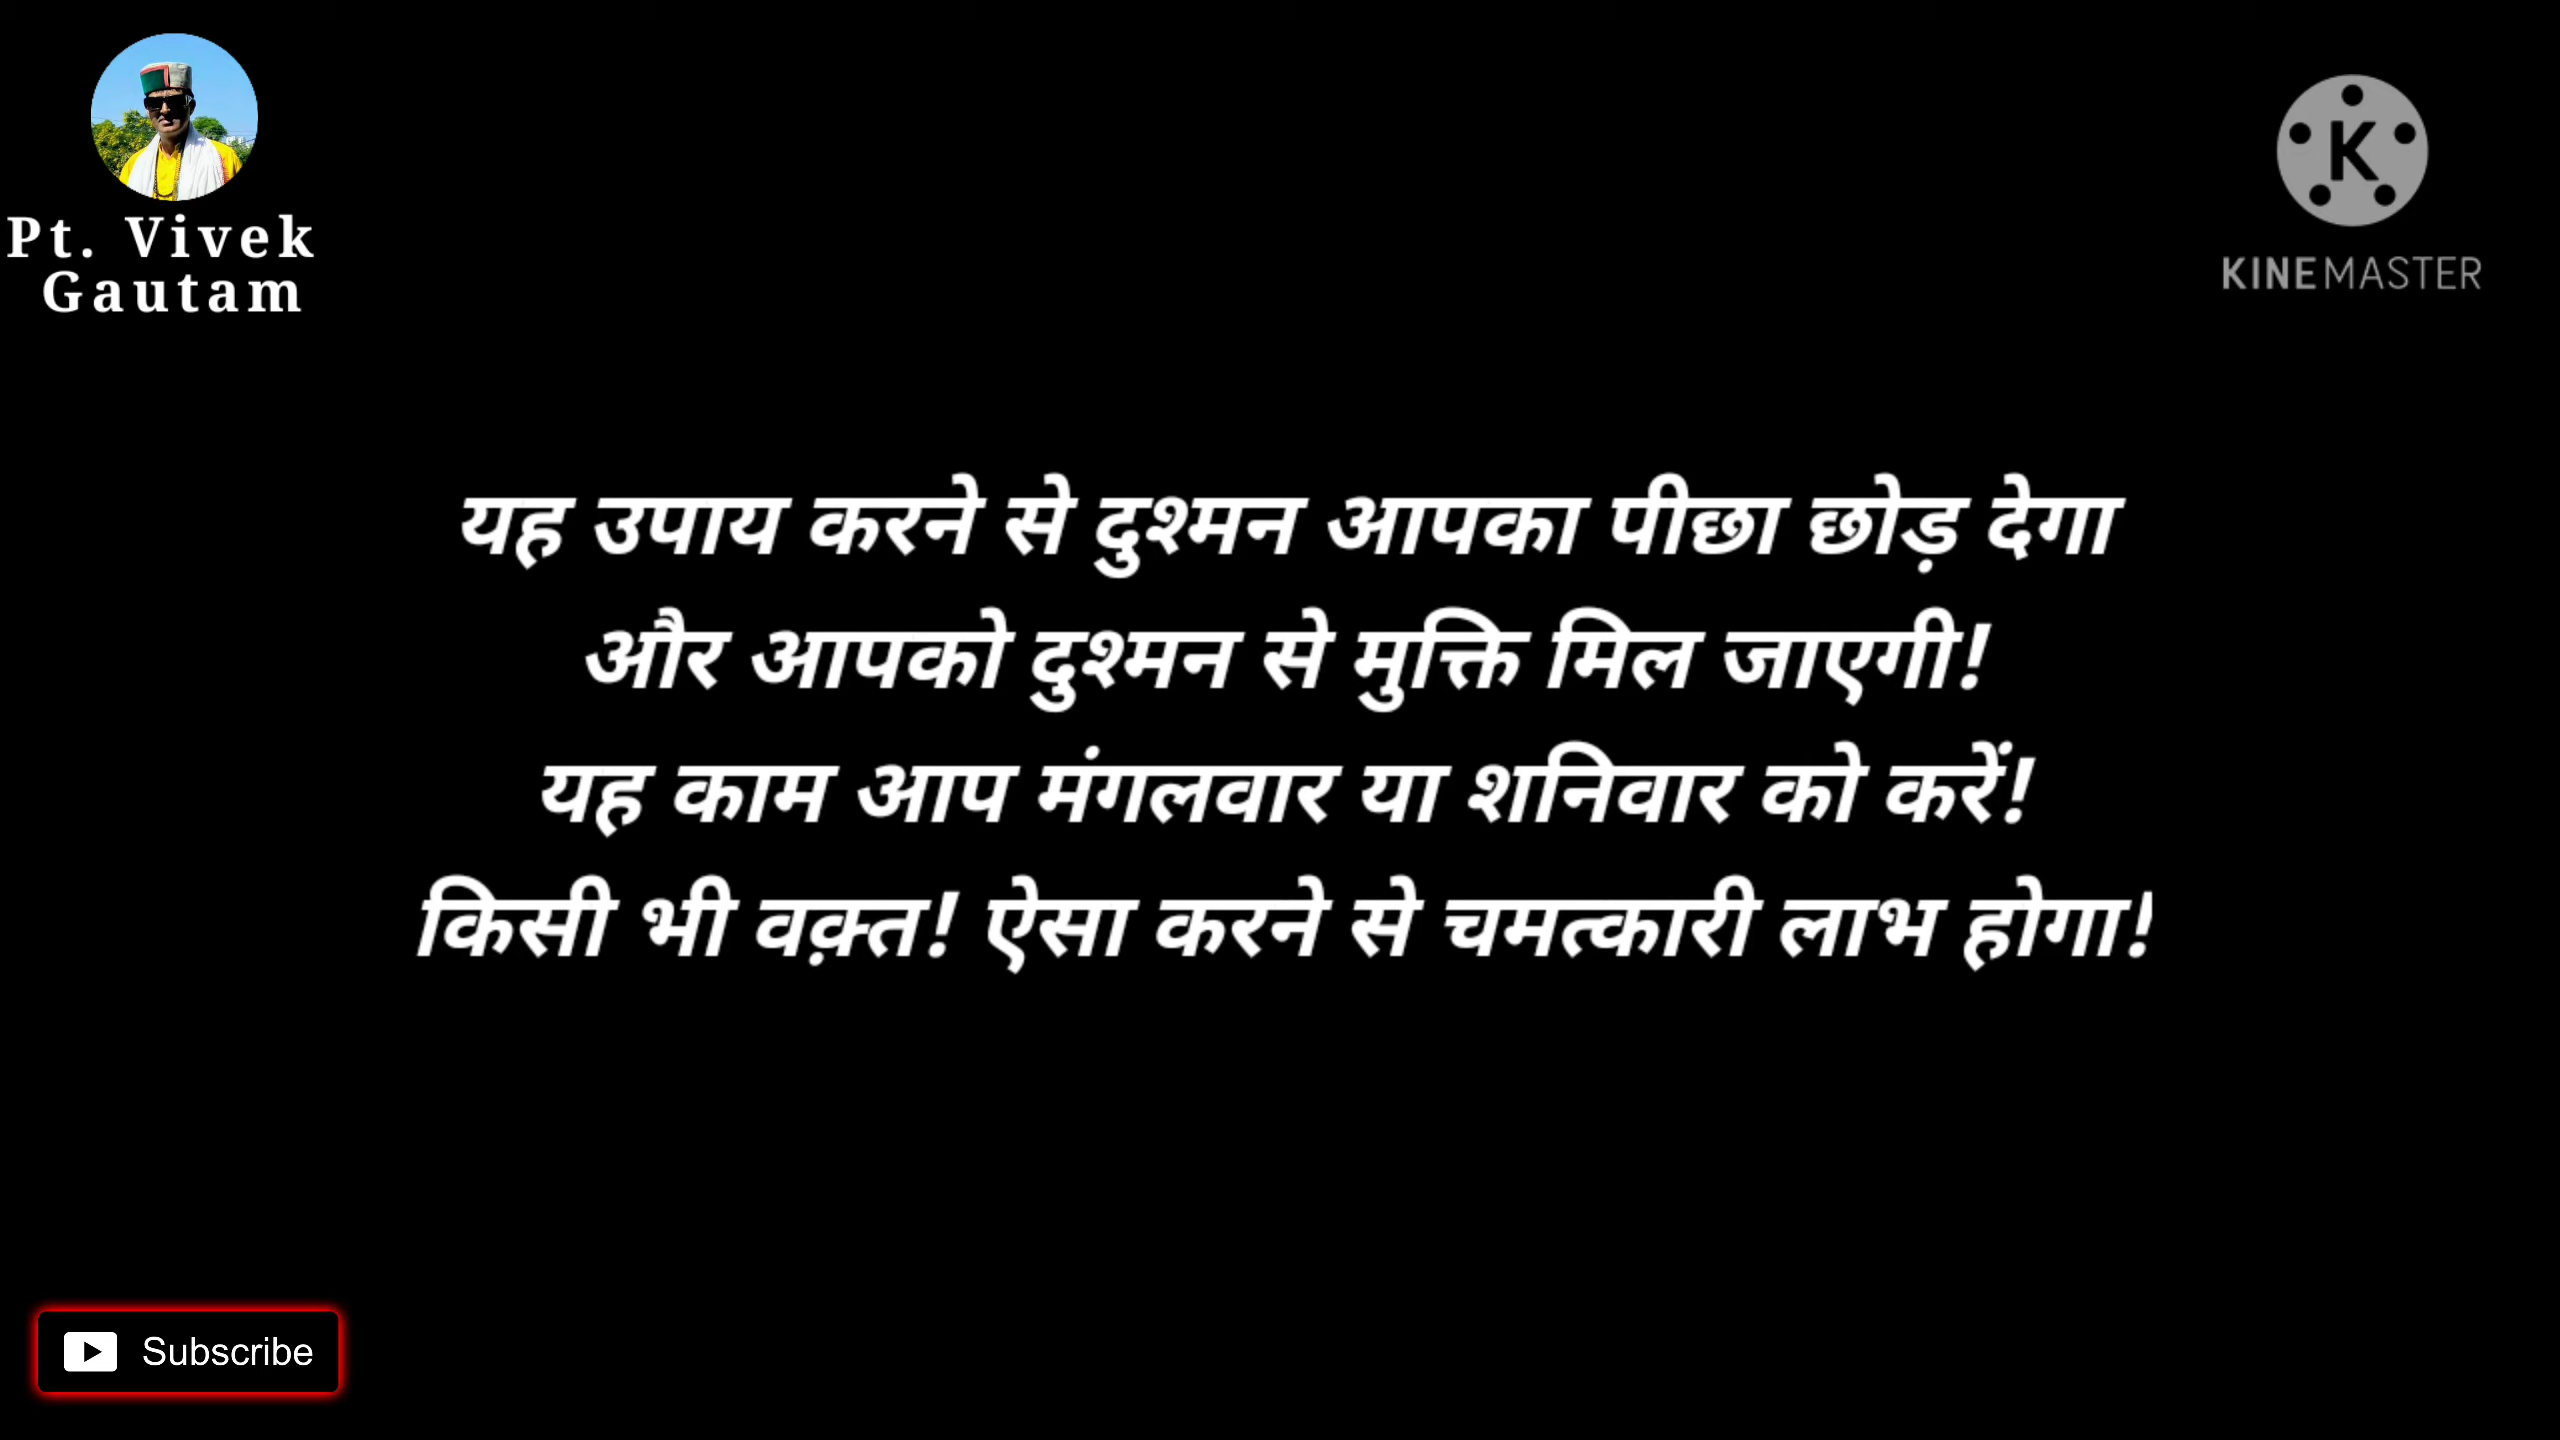 Pt. Vivek
Gautam
K
KINEMASTER
यह उपाय करने से दुश्मन आपका पीछा छोड़ देगा
और आपको दुश्मन से मुक्ति मिल जाएगी!
यह काम आप मंगलवार या शनिवार को करें!
किसी भी वक़्त! ऐसा करने से चमत्कारी लाभ होगा!
Subscribe